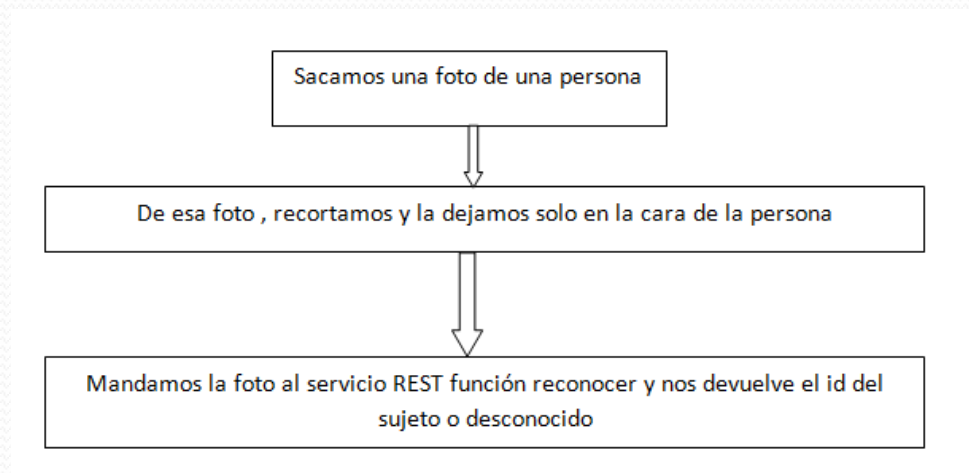 Sacamos una foto de una persona
De esa foto , recortamos y la dejamos solo en la cara de la persona
Mandamos la foto al servicio REST función reconocer y nos devuelve el id del
sujeto o desconocido